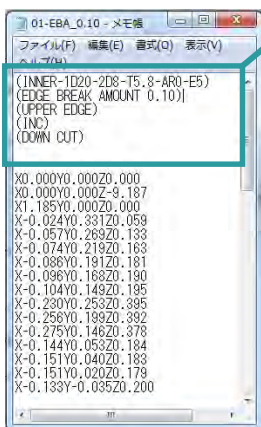 01-EBA_0.10 - メモ帳
ファイル(F) 編集(E) 書式(O) 表示(V)
ヘルプ(H)
(INNER-1D20-2D8-T5.8-AR0-E5)
(EDGE BREAK AMOUNT 0.10)
(UPPER EDGE)
(INC)
(DOWN CUT)
X0.000Y0.000Z0.000
X0.000Y0.000Z-9.187
X1.185Y0.000Z0.000
X-0.024Y0.331Z0.059
X-0.057Y0.269Z0.133
X-0.074Y0.219Z0.163
X-0.086Y0.191Z0.181
X-0.096Y0.168Z0.190
X-0.104Y0.149Z0.195
X-0.230Y0.253Z0.395
X-0.256Y0.199Z0.392
X-0.275Y0.146Z0.378
X-0.144Y0.053Z0.184
X-0.151Y0.040Z0.183
X-0.151Y0.020Z0.179
X-0.133Y-0.035Z0.200